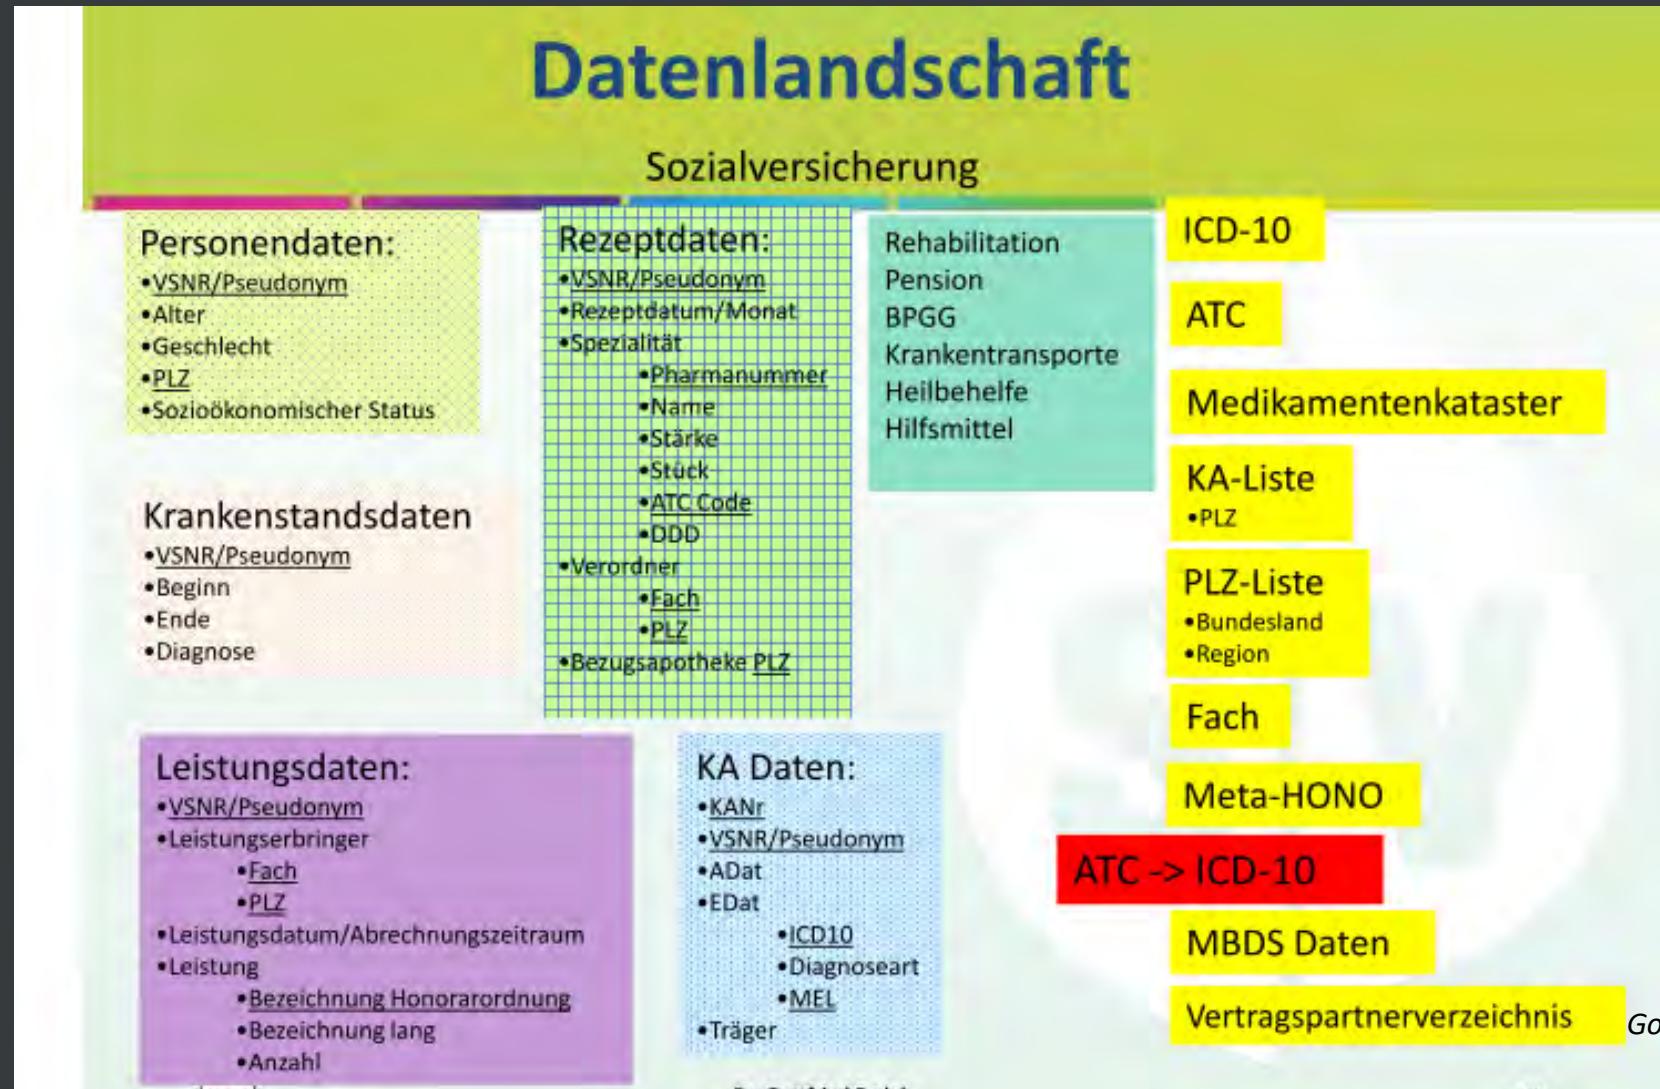 Datenlandschaft
Sozialversicherung
Personendaten:
•VSNR/Pseudonym
•Alter
•Geschlecht
•PLZ
•Sozioökonomischer Status
Krankenstandsdaten
•VSNR/Pseudonym
•Beginn
•Ende
•Diagnose
Rezeptdaten:
•VSNR/Pseudonym
•Rezeptdatum/Monat
•Spezialität
•Pharmanummer
•Name
•Stärke
•Stück
•ATC Code
•DDD
•Verordner
•Fach
•PLZ
•Bezugsapotheke PLZ
Rehabilitation
Pension
BPGG
Krankentransporte
Heilbehelfe
Hilfsmittel
Leistungsdaten:
•VSNR/Pseudonym
•Leistungserbringer
•Fach
•PLZ
•Leistungsdatum/Abrechnungszeitraum
•Leistung
•Bezeichnung Honorarordnung
•Bezeichnung lang
•Anzahl
KA Daten:
•KANr
•VSNR/Pseudonym
•ADat
•EDat
•ICD10
•Diagnoseart
•MEL
•Träger
ICD-10
ATC
Medikamentenkataster
KA-Liste
•PLZ
PLZ-Liste
•Bundesland
•Region
Fach
Meta-HONO
ATC -> ICD-10
MBDS Daten
Vertragspartnerverzeichnis
Go